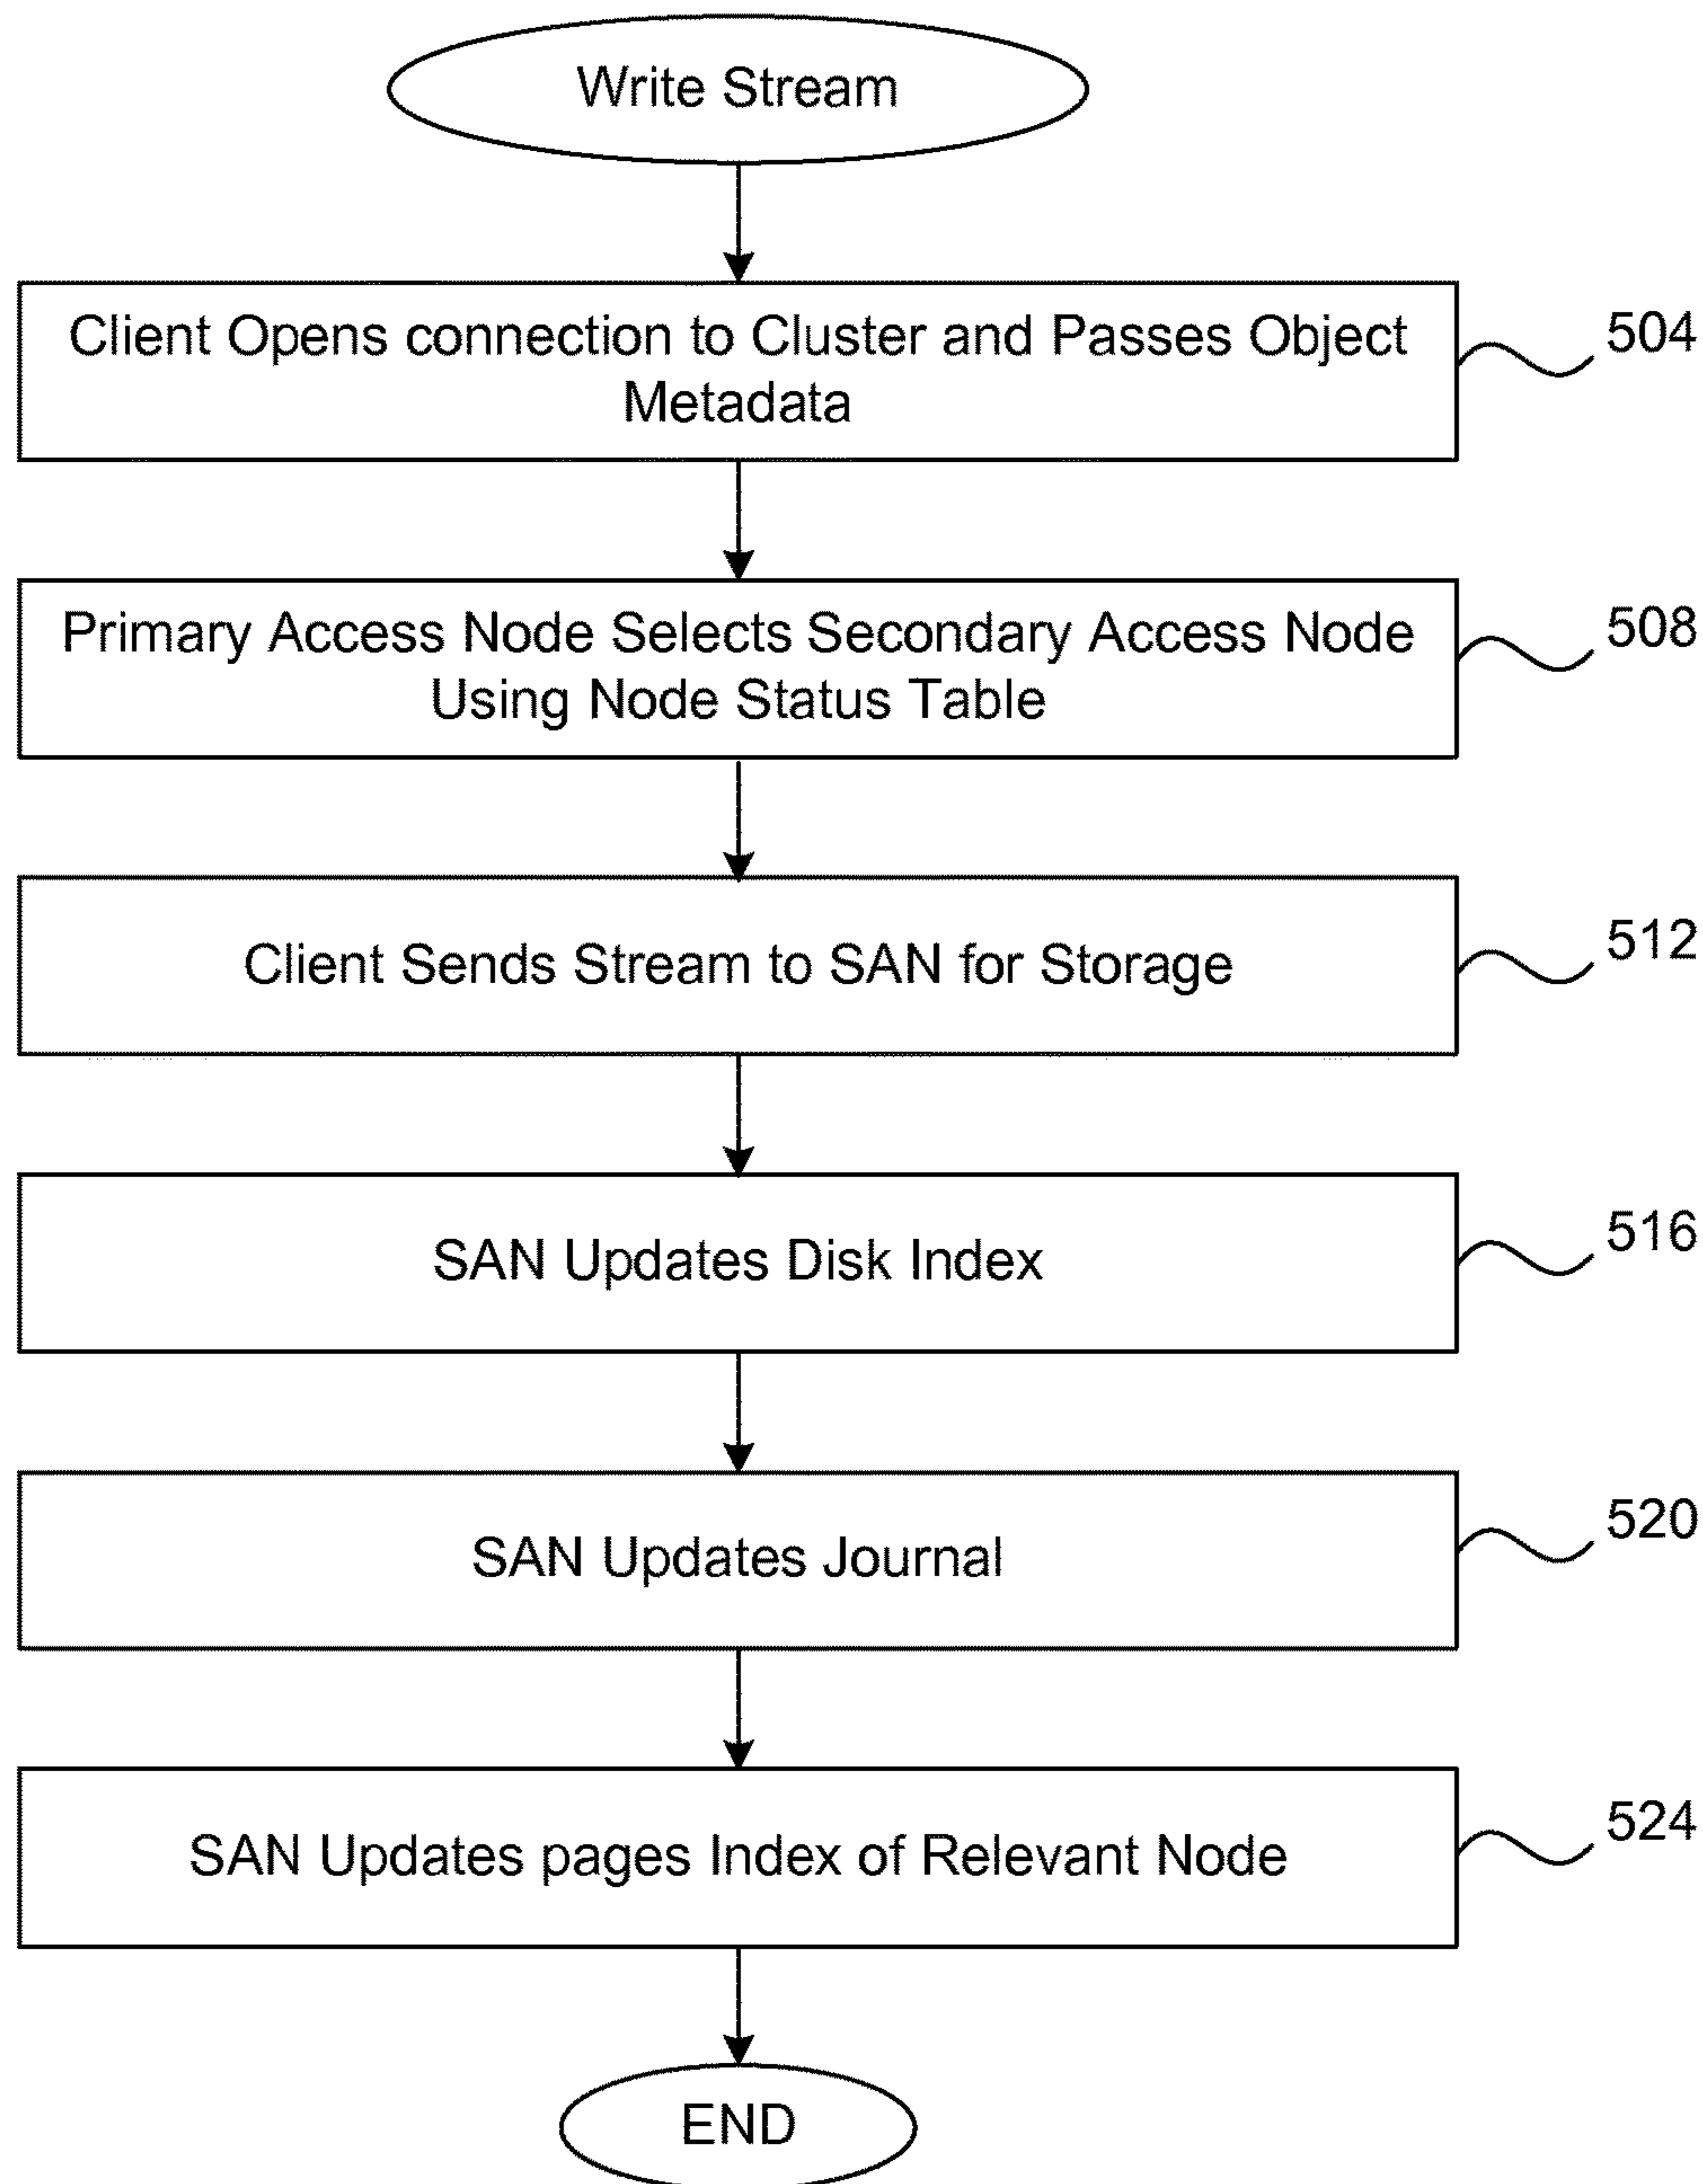 Write Stream
Client Opens connection to Cluster and Passes Object
Metadata
504
Primary Access Node Selects Secondary Access Node
Using Node Status Table
508
Client Sends Stream to SAN for Storage
512
SAN Updates Disk Index
516
SAN Updates Journal
520
SAN Updates pages Index of Relevant Node
524
END